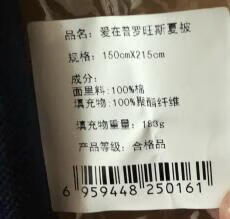 品名：爱在普罗旺斯夏被
规格：150cmX215cm
成分：
面里料：100%棉
填充物：100%聚酯纤维
填充物重量：183g
产品等级：合格品
6 959448 250161 >